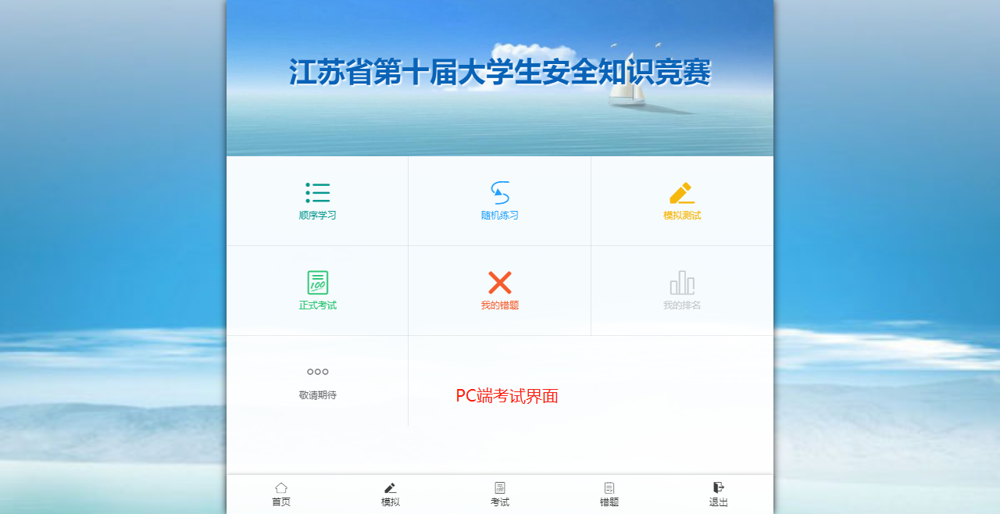 江苏省第十届大学生安全知识竞赛
顺序学习
随机练习
模拟测试
正式考试
我的错题
我的排名
敬请期待
PC端考试界面
首页
模拟
考试
错题
退出